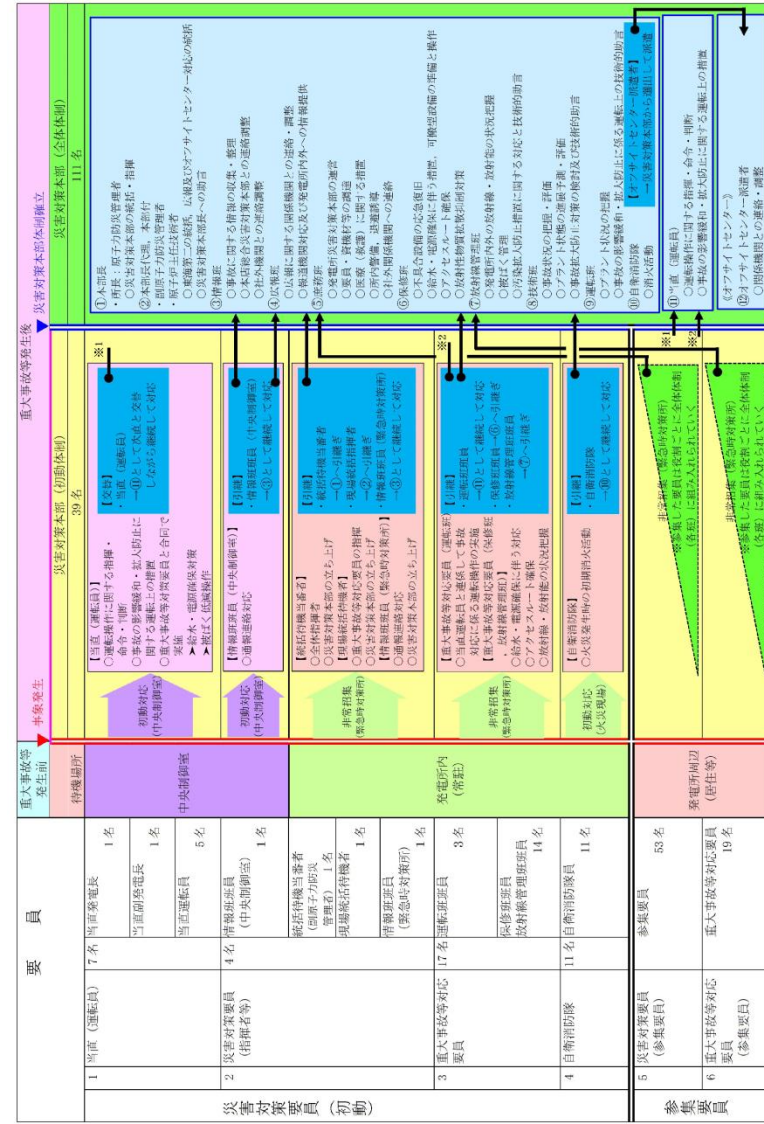 要　員
重大事故等
発生前
待機場所
重大事故等発生後
事象発生
災害対策本部体制確立
災害対策本部（初動体制）
39 名
災害対策本部（全体体制）
111 名
災害対策要員（初動）
1
当直（運転員）
7 名
当直発電長
1 名
当直副発電長
1 名
当直運転員
5 名
中央制御室
初動対応
(中央制御室)
【当直（運転員）】
○運転操作に関する指揮・
命令・判断
○事故の影響緩和・拡大防止に
関する運転上の措置
○重大事故等対策要員と合同で
実施
➤給水・電源確保対策
➤被ばく低減操作
【交替】
・当直（運転員）
→⑪として次直と交替
しながら継続して対応
※1
2
災害対策要員
(指揮者等)
4 名
情報班班員
(中央制御室)
1 名
初動対応
(中央制御室)
【情報班班員（中央制御室）】
○通報連絡対応
【引継】
・情報班班員（中央制御室）
→③として継続して対応
統括待機当番者
(副原子力防災
管理者)
1 名
現場統括待機者
1 名
情報班班員
(緊急時対策所)
1 名
発電所内
(常駐)
非常招集
(緊急時対策所)
【統括待機当番者】
○全体指揮者
○災害対策本部の立ち上げ
【現場統括待機者】
○重大事故等対応要員の指揮
○災害対策本部の立ち上げ
【情報班班員（緊急時対策所）】
○通報連絡対応
○災害対策本部の立ち上げ
【引継】
・統括待機当番者
→①へ引継ぎ
・現場統括待機者
→②へ引継ぎ
・情報班班員（緊急時対策所）
→③として継続して対応
3
重大事故等対応
要員
17 名
運転班班員
3 名
保修班班員
放射線管理班班員
14 名
非常招集
(緊急時対策所)
【重大事故等対応要員（運転班）】
○当直運転員と連係して事故
対応に係る運転操作の実施
【重大事故等対応要員（保修班
，放射線管理班）】
○給水・電源確保に伴う対応
○アクセスルート確保
○放射線・放射能の状況把握
【引継】
・運転班班員
→⑪として継続して対応
・保修班班員→⑥へ引継ぎ
・放射線管理班班員
→⑦へ引継ぎ
※2
4
自衛消防隊
11 名
自衛消防隊員
11 名
初動対応
(火災現場)
【自衛消防隊】
○火災発生時の初期消火活動
【引継】
・自衛消防隊
→⑩として継続して対応
参集要員
5
災害対策要員
(参集要員)
参集要員
53 名
発電所周辺
(居住等)
非常招集（緊急時対策所）
※参集した要員は役割ごとに全体体制
(各班）に組み入れられていく
6
重大事故等対応
要員
(参集要員)
重大事故等対応要員
19 名
非常招集（緊急時対策所）
※参集した要員は役割ごとに全体体制
(各班）に組み入れられていく
①本部長
・所長：原子力防災管理者
○災害対策本部の統括・指揮
②本部長代理，本部付
・副原子力防災管理者
・原子炉主任技術者
○東海第二の統括，広報及びオフサイトセンター対応の統括
○災害対策本部長への助言
③情報班
○事故に関する情報の収集・整理
○本店総合災害対策本部との連絡調整
○社外機関との連絡調整
④広報班
○広報に関する関係機関との連絡・調整
○報道機関対応及び発電所内外への情報提供
⑤庶務班
○発電所災害対策本部の運営
○要員・資機材等の調達
○医療（救護）に関する措置
○所内警備，退避誘導
○社外関係機関への連絡
⑥保修班
○不具合設備の応急復旧
○給水・電源確保に伴う措置，可搬型設備の準備と操作
○アクセスルート確保
○放射性物質拡散抑制対策
⑦放射線管理班
○発電所内外の放射線・放射能の状況把握
○被ばく管理
○汚染拡大防止措置に関する対応と技術的助言
⑧技術班
○事故状況の把握・評価
○プラント状態の進展予測・評価
○事故拡大防止対策の検討及び技術的助言
⑨運転班
○プラント状況の把握
○事故の影響緩和・拡大防止に係る運転上の技術的助言
⑩自衛消防隊
○消火活動
【オフサイトセンター派遣者】
→災害対策本部から選出して派遣
※1
※2
⑪当直（運転員）
○運転操作に関する指揮・命令・判断
○事故の影響緩和・拡大防止に関する運転上の措置
《オフサイトセンター》
⑫オフサイトセンター派遣者
○関係機関との連絡・調整